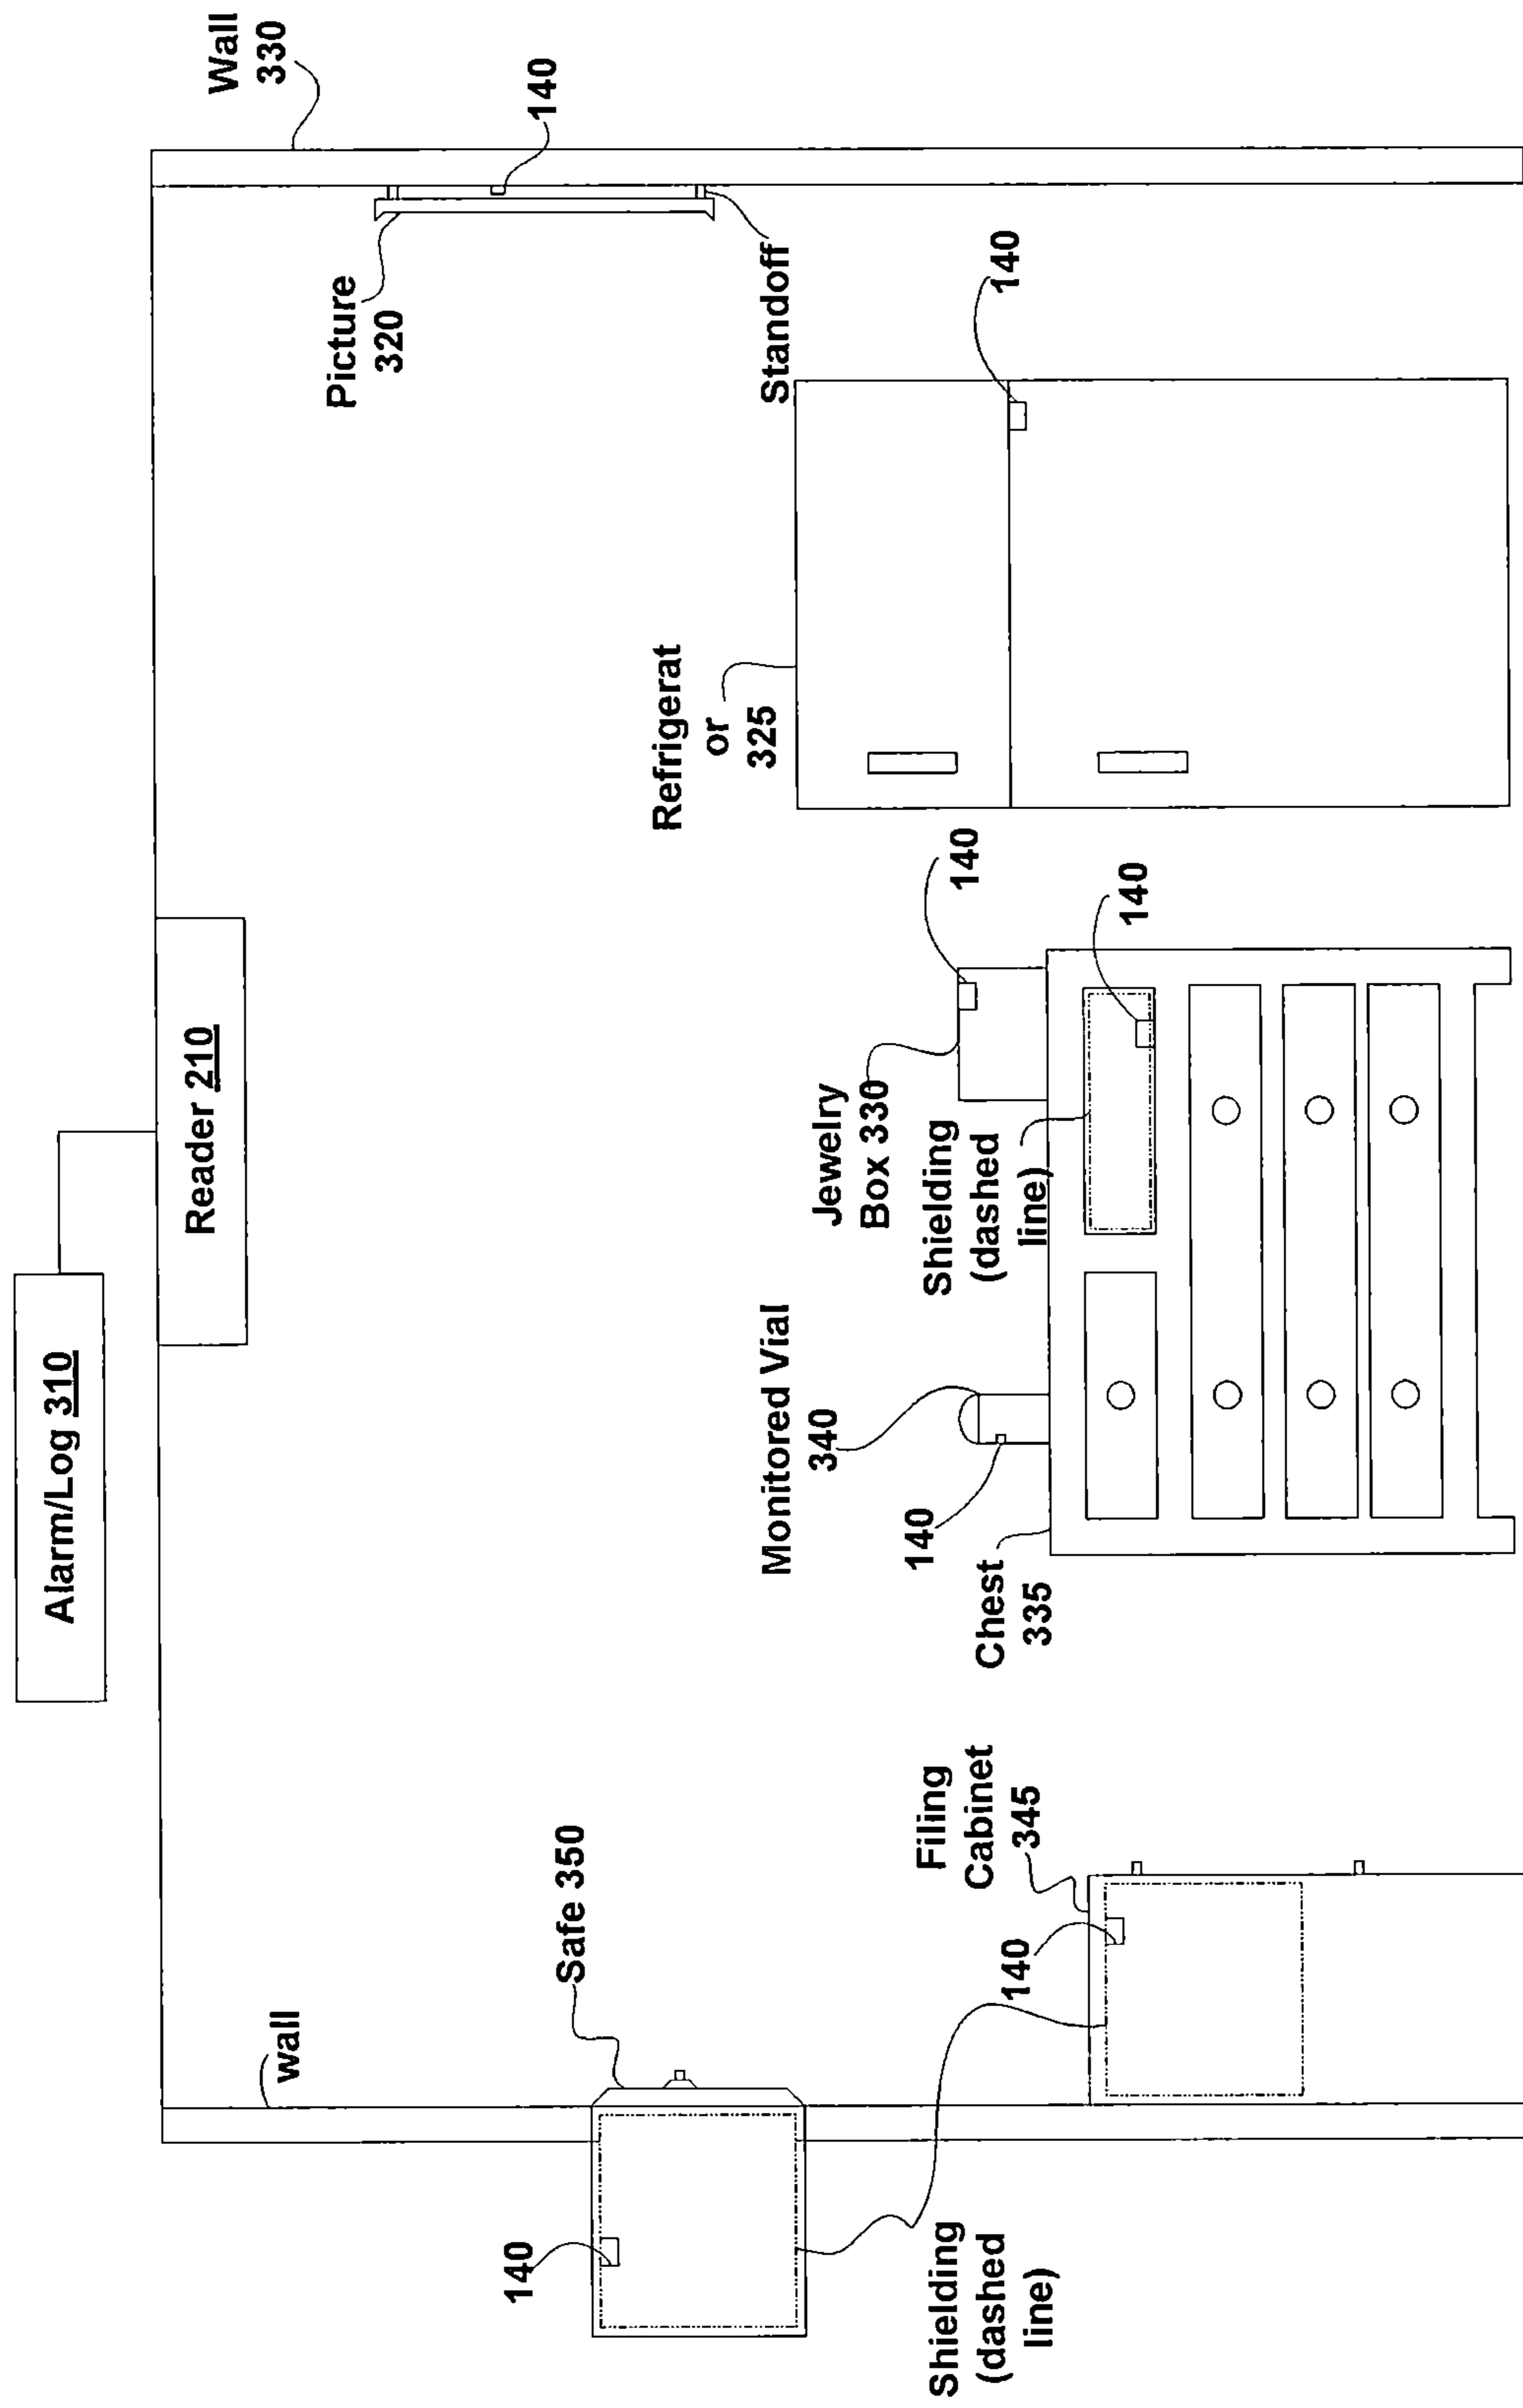 Alarm/Log 310
Reader 210
wall
Safe 350
140
Shielding
(dashed
line)
Filing
Cabinet
345
140
Monitored Vial
340
140
Chest
335
Jewelry
Box 330
140
Shielding
(dashed
line)
140
Refrigerat
or
325
140
Picture
320
Standoff
140
Wall
330